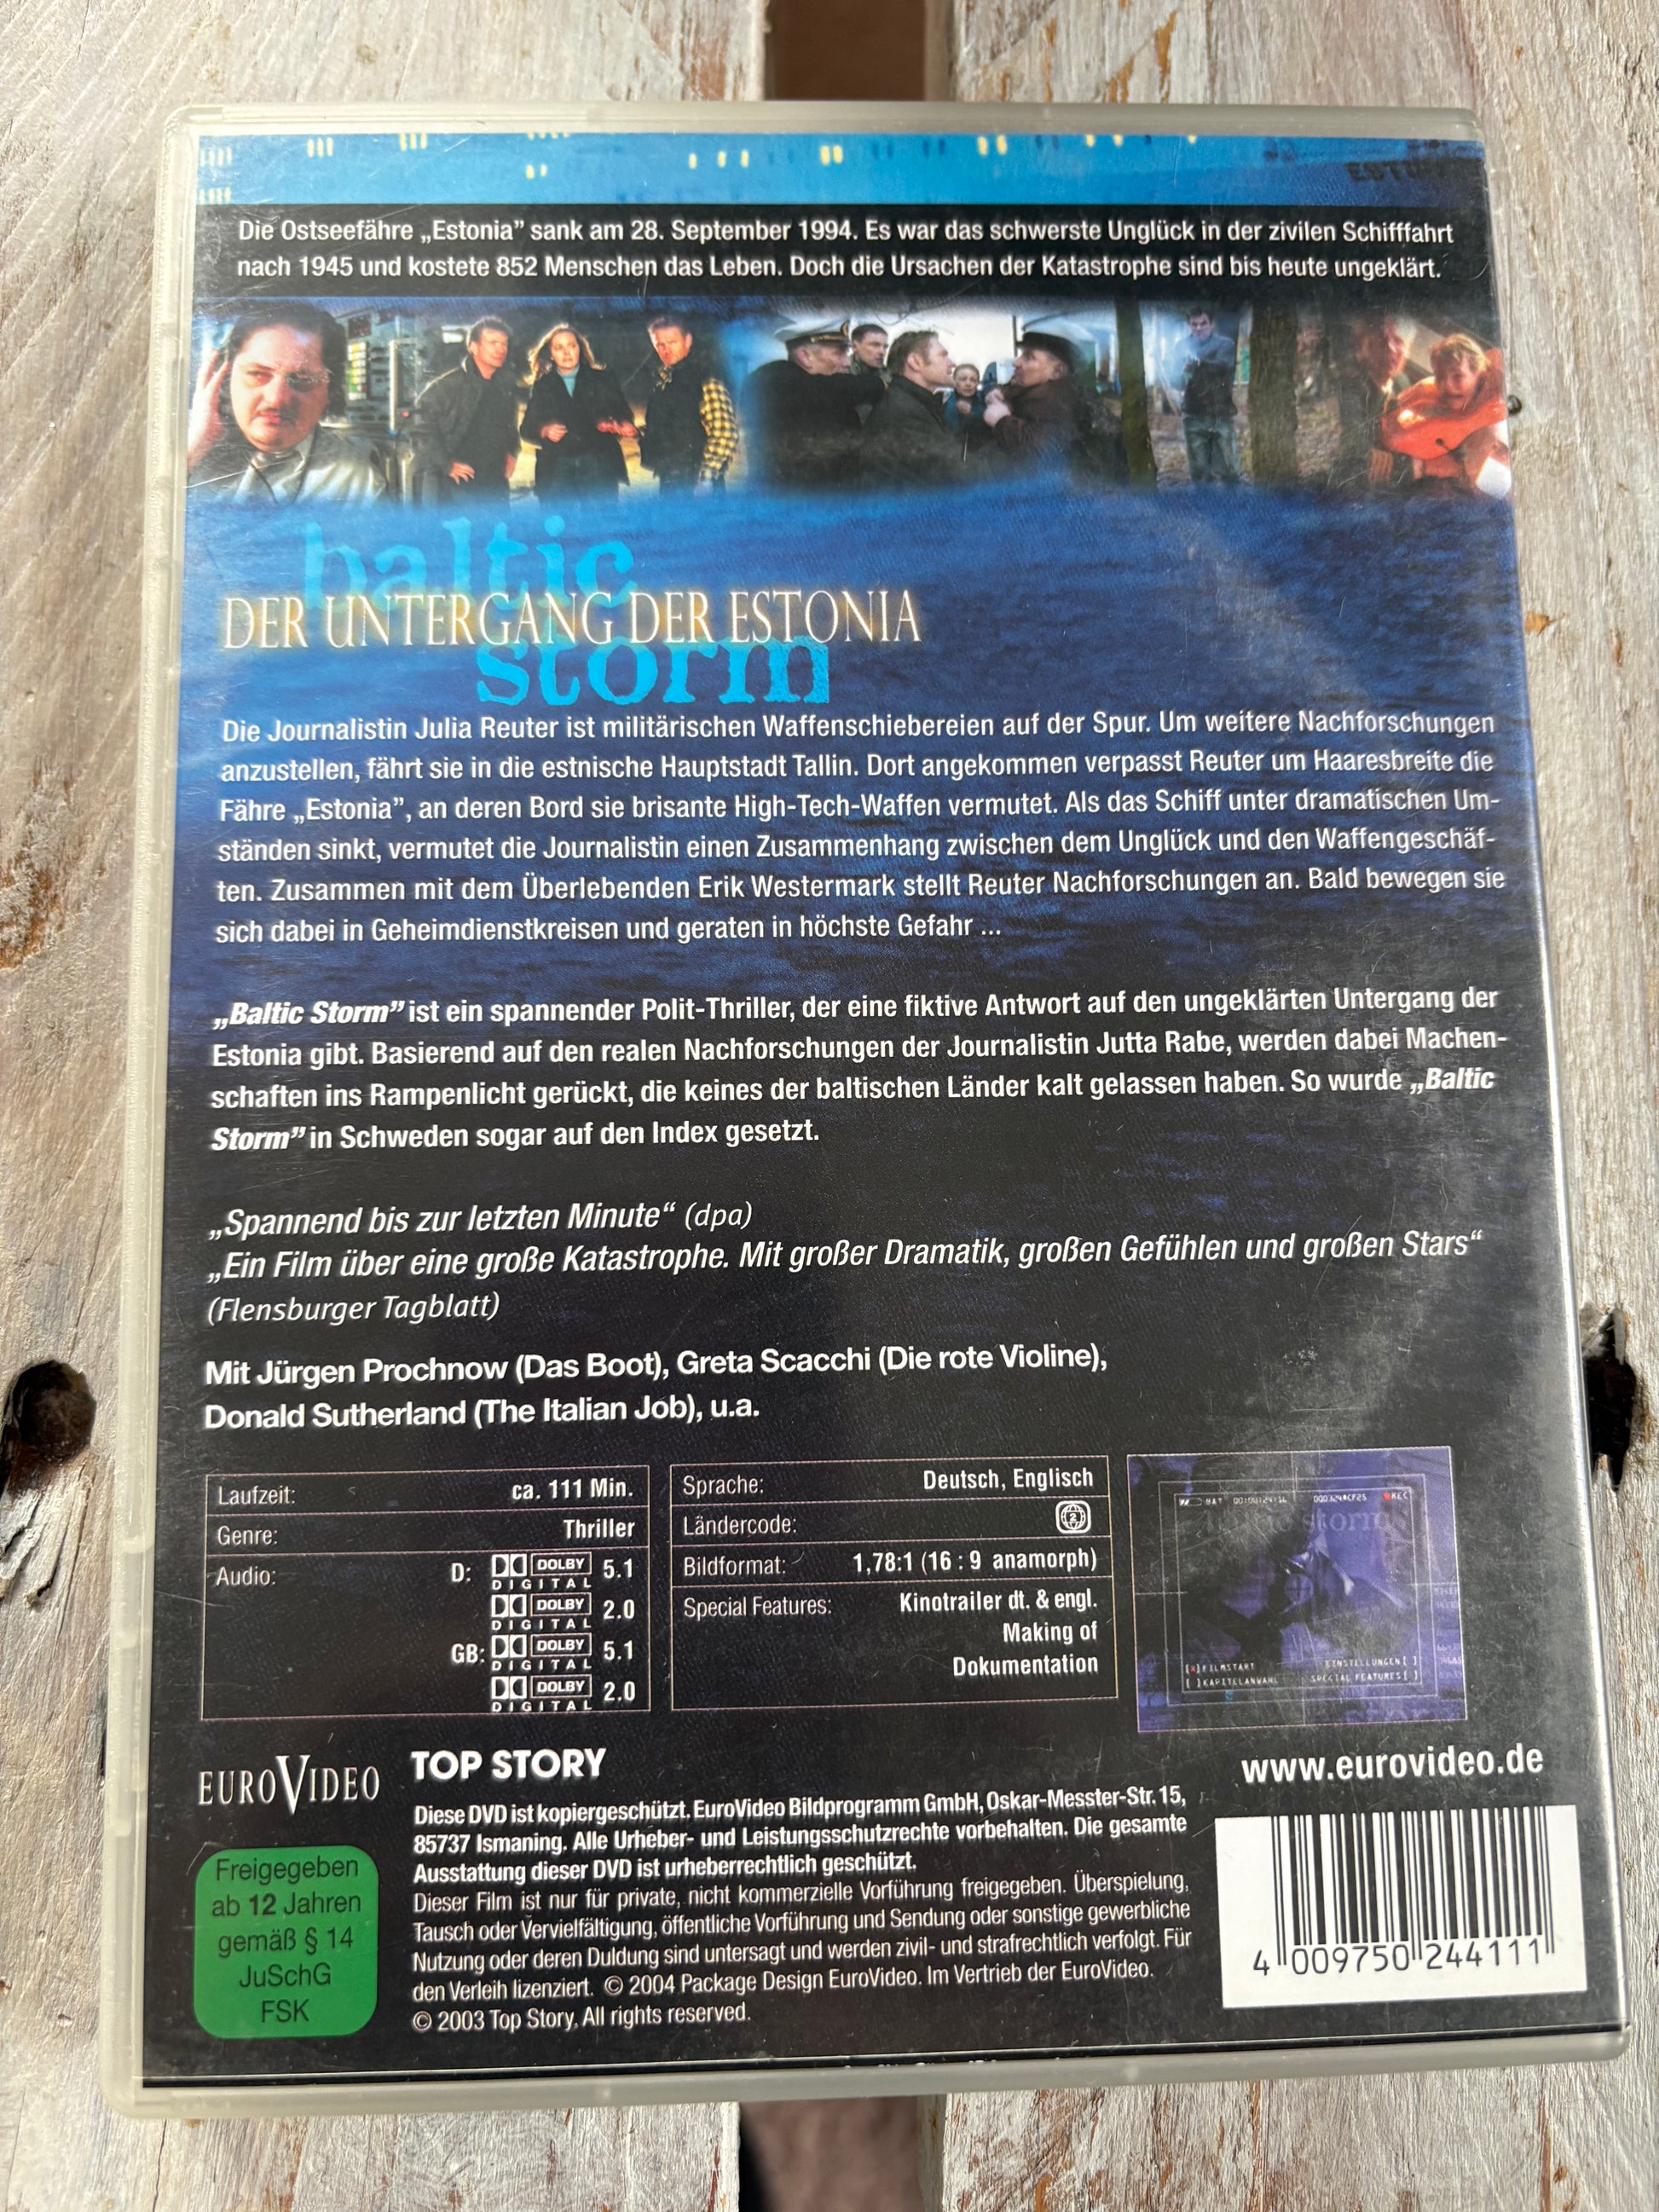 Die Ostseefähre „Estonia” sank am 28. September 1994. Es war das schwerste Unglück in der zivilen Schifffahrt
nach 1945 und kostete 852 Menschen das Leben. Doch die Ursachen der Katastrophe sind bis heute ungeklärt.
baltic
DER UNTERGANG DER ESTONIA
storm
Die Journalistin Julia Reuter ist militärischen Waffenschiebereien auf der Spur. Um weitere Nachforschungen
anzustellen, fährt sie in die estnische Hauptstadt Tallin. Dort angekommen verpasst Reuter um Haaresbreite die
Fähre „Estonia”, an deren Bord sie brisante High-Tech-Waffen vermutet. Als das Schiff unter dramatischen Um-
ständen sinkt, vermutet die Journalistin einen Zusammenhang zwischen dem Unglück und den Waffengeschäf-
ten. Zusammen mit dem Überlebenden Erik Westermark stellt Reuter Nachforschungen an. Bald bewegen sie
sich dabei in Geheimdienstkreisen und geraten in höchste Gefahr ...
„Baltic Storm” ist ein spannender Polit-Thriller, der eine fiktive Antwort auf den ungeklärten Untergang der
Estonia gibt. Basierend auf den realen Nachforschungen der Journalistin Jutta Rabe, werden dabei Machen-
schaften ins Rampenlicht gerückt, die keines der baltischen Länder kalt gelassen haben. So wurde „Baltic
Storm” in Schweden sogar auf den Index gesetzt.
„Spannend bis zur letzten Minute“ (dpa)
„Ein Film über eine große Katastrophe. Mit großer Dramatik, großen Gefühlen und großen Stars“
(Flensburger Tagblatt)
Mit Jürgen Prochnow (Das Boot), Greta Scacchi (Die rote Violine),
Donald Sutherland (The Italian Job), u.a.
Laufzeit: ca. 111 Min.
Genre: Thriller
Audio: D: DOLBY DIGITAL 5.1
DOLBY DIGITAL 2.0
GB: DOLBY DIGITAL 5.1
DOLBY DIGITAL 2.0
Sprache: Deutsch, Englisch
Ländercode: 2
Bildformat: 1,78:1 (16 : 9 anamorph)
Special Features: Kinotrailer dt. & engl.
Making of
Dokumentation
storm
[x]FILMSTART EINSTELLUNGEN[ ]
[ ]KAPITELANWAHL SPECIAL FEATURES[ ]
EUROVIDEO
TOP STORY
www.eurovideo.de
Diese DVD ist kopiergeschützt. EuroVideo Bildprogramm GmbH, Oskar-Messter-Str. 15,
85737 Ismaning. Alle Urheber- und Leistungsschutzrechte vorbehalten. Die gesamte
Ausstattung dieser DVD ist urheberrechtlich geschützt.
Dieser Film ist nur für private, nicht kommerzielle Vorführung freigegeben. Überspielung,
Tausch oder Vervielfältigung, öffentliche Vorführung und Sendung oder sonstige gewerbliche
Nutzung oder deren Duldung sind untersagt und werden zivil- und strafrechtlich verfolgt. Für
den Verleih lizenziert. © 2004 Package Design EuroVideo. Im Vertrieb der EuroVideo.
© 2003 Top Story, All rights reserved.
Freigegeben
ab 12 Jahren
gemäß § 14
JuSchG
FSK
4 009750 244111